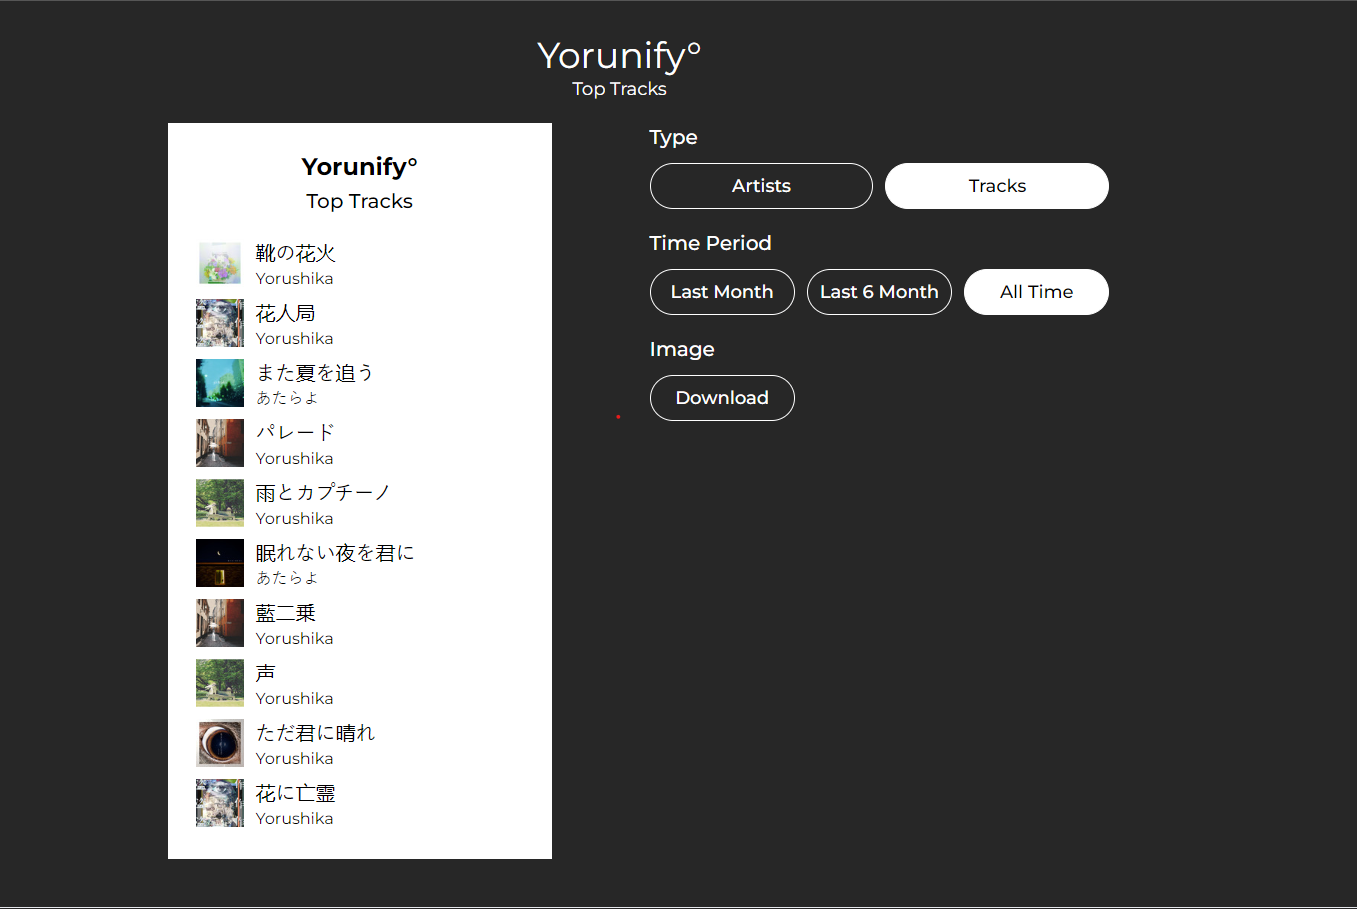 Yorunify°
Top Tracks
Yorunify°
Top Tracks
靴の花火
Yorushika
花人局
Yorushika
また夏を追う
あたらよ
パレード
Yorushika
雨とカプチーノ
Yorushika
眠れない夜を君に
あたらよ
藍二乗
Yorushika
声
Yorushika
ただ君に晴れ
Yorushika
花に亡霊
Yorushika
Type
Artists
Tracks
Time Period
Last Month
Last 6 Month
All Time
Image
Download